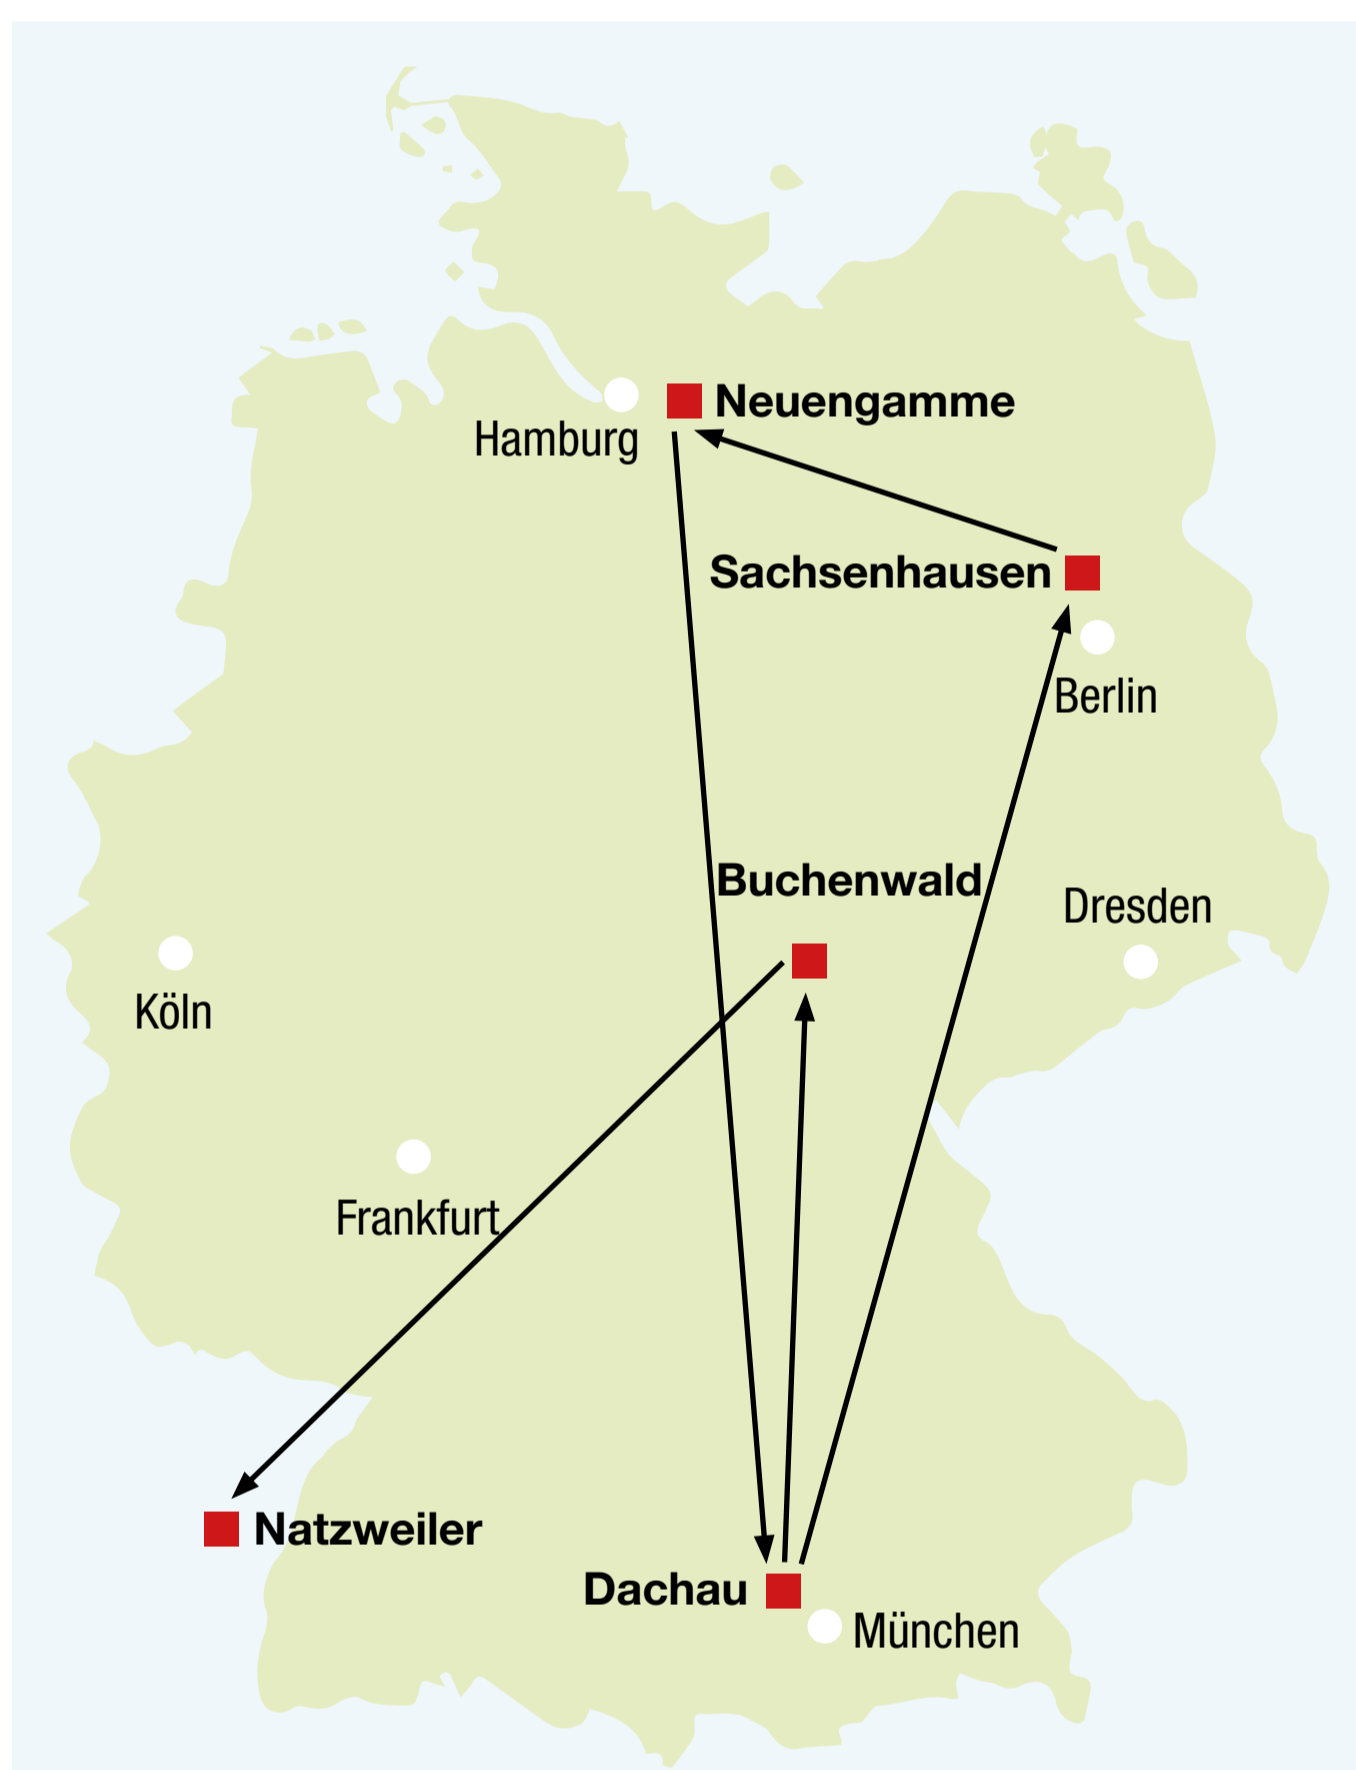 Neuengamme
Hamburg
Sachsenhausen
Berlin
Buchenwald
Dresden
Köln
Frankfurt
Natzweiler
Dachau
München